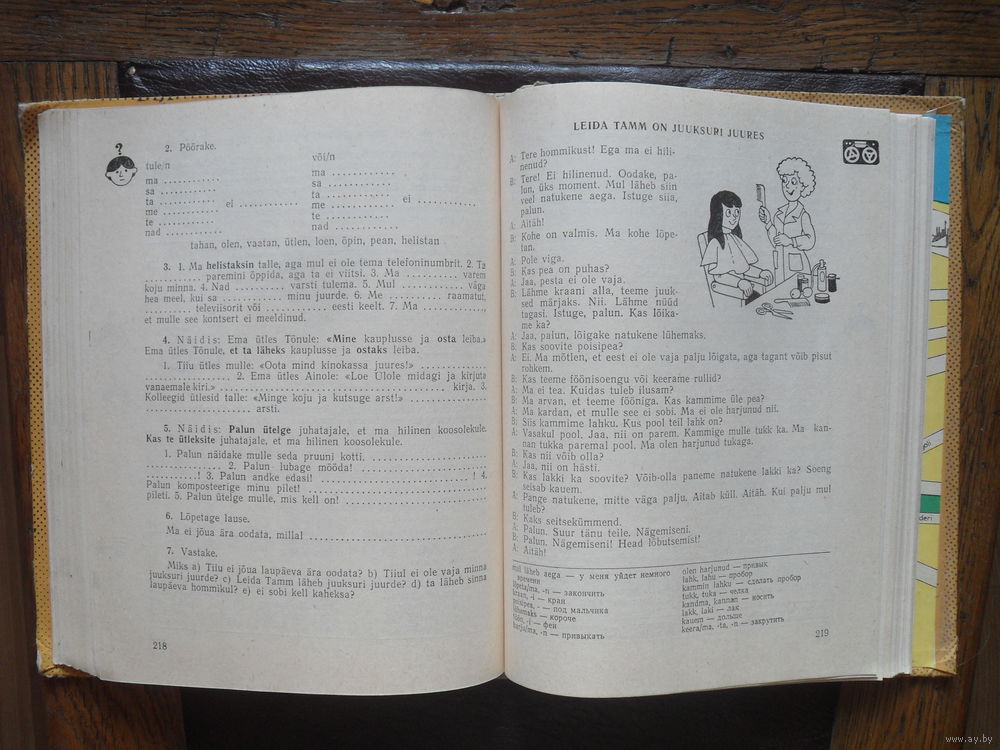 ?
2. Pöörake.
tule/n
või/n
ma ............
ma ............
sa ............
sa ............
ta ............
ta ............
me ............ ei ............
me ............ ei ............
te ............
te ............
nad ............
nad ............
tahan, olen, vaatan, ütlen, loen, õpin, pean, helistan
3. 1. Ma helistaksin talle, aga mul ei ole tema telefoninumbrit. 2. Ta
............ paremini õppida, aga ta ei viitsi. 3. Ma ............ varem
koju minna. 4. Nad ............ varsti tulema. 5. Mul ............ väga
hea meel, kui sa ............ minu juurde. 6. Me ............ raamatut,
............ televiisorit või ............ eesti keelt. 7. Ma ............,
et mulle see kontsert ei meeldinud.
4. Näidis: Ema ütles Tõnule: «Mine kauplusse ja osta leiba.»
Ema ütles Tõnule, et ta läheks kauplusse ja ostaks leiba.
1. Tiiu ütles mulle: «Oota mind kinokassa juures!» ............
............ 2. Ema ütles Ainole: «Loe Ülole midagi ja kirjuta
vanaemale kiri.» ............ kirja. 3.
Kolleegid ütlesid talle: «Minge koju ja kutsuge arst!» ............
............ arsti.
5. Näidis: Palun ütelge juhatajale, et ma hilinen koosolekule.
Kas te ütleksite juhatajale, et ma hilinen koosolekule.
1. Palun näidake mulle seda pruuni kotti. ............
............ 2. Palun lubage mööda! ............
............! 3. Palun andke edasi! ............! 4.
Palun komposteerige minu pilet! ............
pileti. 5. Palun ütelge mulle, mis kell on! ............
6. Lõpetage lause.
Ma ei jõua ära oodata, millal ............
7. Vastake.
Miks a) Tiiu ei jõua laupäeva ära oodata? b) Tiiul ei ole vaja minna
juuksuri juurde? c) Leida Tamm läheb juuksuri juurde? d) ta läheb sinna
laupäeva hommikul? e) ei sobi kell kaheksa?
218
LEIDA TAMM ON JUUKSURI JUURES
A: Tere hommikust! Ega ma ei hili-
nenud?
B: Tere! Ei hilinenud. Oodake, pa-
lun, üks moment. Mul läheb siin
veel natukene aega. Istuge siia,
palun.
A: Aitäh!
B: Kohe on valmis. Ma kohe lõpe-
tan.
A: Pole viga.
B: Kas pea on puhas?
A: Jaa, pesta ei ole vaja.
B: Lähme kraani alla, teeme juuk-
sed märjaks. Nii. Lähme nüüd
tagasi. Istuge, palun. Kas lõika-
me ka?
A: Jaa, palun, lõigake natukene lühemaks.
B: Kas soovite poisipea?
A: Ei. Ma mõtlen, et eest ei ole vaja palju lõigata, aga tagant võib pisut
rohkem.
B: Kas teeme föönisoengu või keerame rullid?
A: Ma ei tea. Kuidas tuleb ilusam?
B: Ma arvan, et teeme fööniga. Kas kammime üle pea?
A: Ma kardan, et mulle see ei sobi. Ma ei ole harjunud nii.
B: Siis kammime lahku. Kus pool teil lahk on?
A: Vasakul pool. Jaa, nii on parem. Kammige mulle tukk ka. Ma kan-
nan tukka paremal pool. Ma olen harjunud tukaga.
B: Kas nii võib olla?
A: Jaa, nii on hästi.
B: Kas lakki ka soovite? Võib-olla paneme natukene lakki ka? Soeng
seisab kauem.
A: Pange natukene, mitte väga palju. Aitab küll. Aitäh. Kui palju mul
tuleb?
B: Kaks seitsekümmend.
A: Palun. Suur tänu teile. Nägemiseni.
B: Palun. Nägemiseni! Head lõbutsemist!
A: Aitäh!
mul läheb aega — у меня уйдет немного
времени
lõpeta/ma, -n — закончить
kraan, -i — кран
poisipea, - — под мальчика
lühemaks — короче
föön, -i — фен
harju/ma, -n — привыкать
olen harjunud — привык
lahk, lahu — пробор
kammin lahku — сделать пробор
tukk, tuka — челка
kandma, kannan — носить
lakk, laki — лак
kauem — дольше
keera/ma, -ta, -n — закрутить
219
www.ay.by